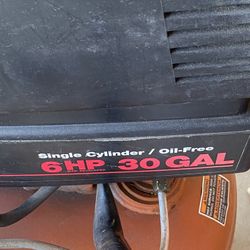 Single Cylinder / Oil-Free
6HP 30 GAL